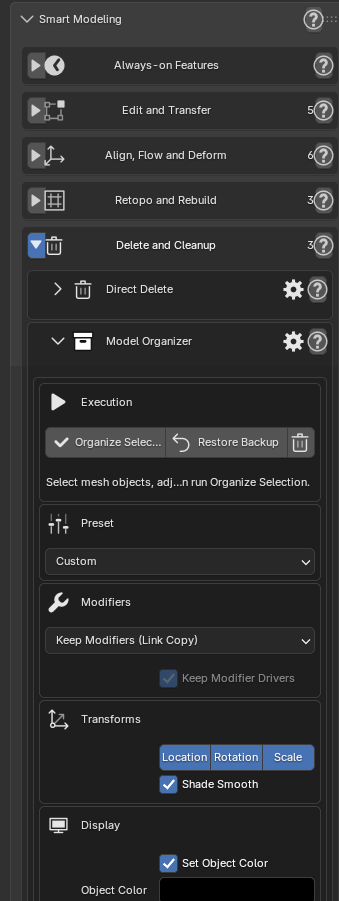 Smart Modeling
Always-on Features
Edit and Transfer 5
Align, Flow and Deform 6
Retopo and Rebuild 3
Delete and Cleanup 3
Direct Delete
Model Organizer
Execution
Organize Selec... Restore Backup
Select mesh objects, adj...n run Organize Selection.
Preset
Custom
Modifiers
Keep Modifiers (Link Copy)
Keep Modifier Drivers
Transforms
Location Rotation Scale
Shade Smooth
Display
Set Object Color
Object Color